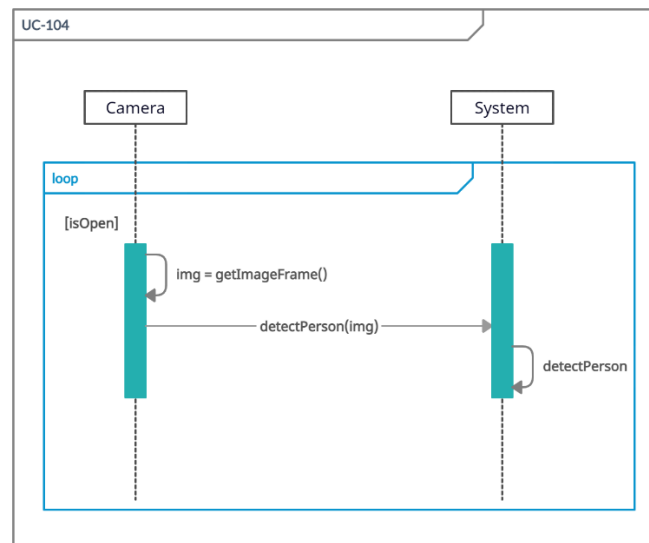 UC-104
Camera
System
loop
[isOpen]
img = getImageFrame()
detectPerson(img)
detectPerson